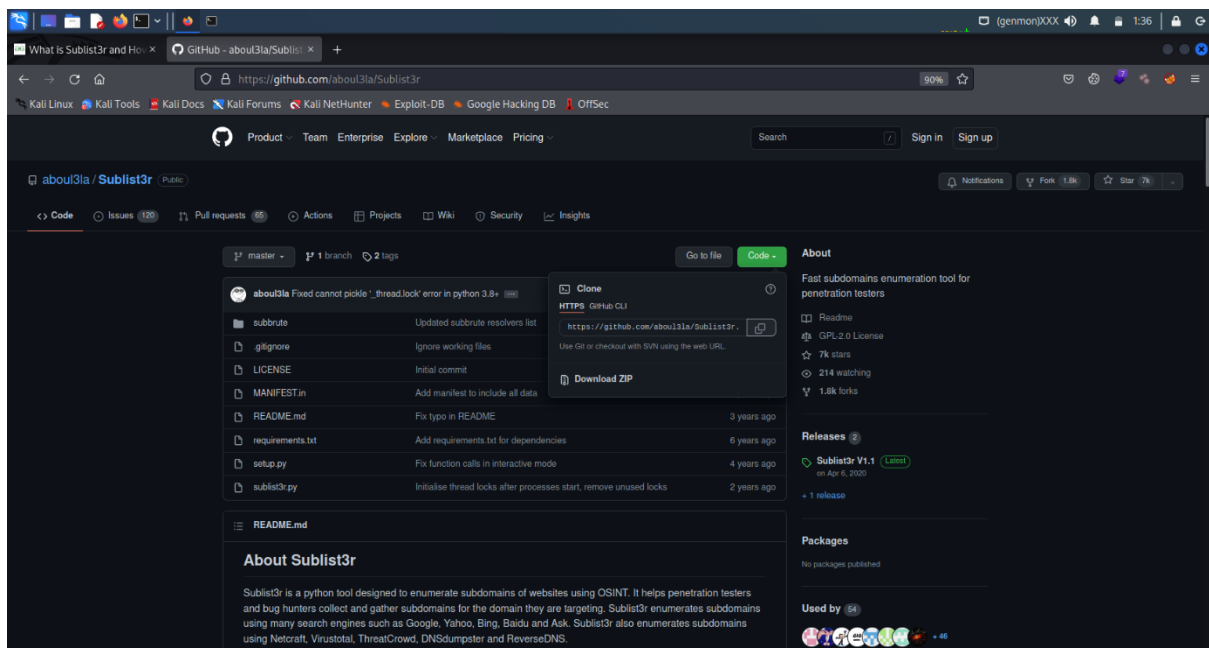 (genmon)XXX 1:36
What is Sublist3r and How
GitHub - aboul3la/Sublist
https://github.com/aboul3la/Sublist3r 90%
Kali Linux Kali Tools Kali Docs Kali Forums Kali NetHunter Exploit-DB Google Hacking DB OffSec
Product Team Enterprise Explore Marketplace Pricing Search / Sign in Sign up
aboul3la / Sublist3r Public Notifications Fork 1.8k Star 7k
<> Code Issues 120 Pull requests 65 Actions Projects Wiki Security Insights
master 1 branch 2 tags Go to file Code
aboul3la Fixed cannot pickle '_thread.lock' error in python 3.8+
subbrute Updated subbrute resolvers list
.gitignore Ignore working files
LICENSE Initial commit
MANIFEST.in Add manifest to include all data
README.md Fix typo in README 3 years ago
requirements.txt Add requirements.txt for dependencies 6 years ago
setup.py Fix function calls in interactive mode 4 years ago
sublist3r.py Initialise thread locks after processes start, remove unused locks 2 years ago
Clone
HTTPS GitHub CLI
https://github.com/aboul3la/Sublist3r.
Use Git or checkout with SVN using the web URL.
Download ZIP
README.md
About Sublist3r
Sublist3r is a python tool designed to enumerate subdomains of websites using OSINT. It helps penetration testers
and bug hunters collect and gather subdomains for the domain they are targeting. Sublist3r enumerates subdomains
using many search engines such as Google, Yahoo, Bing, Baidu and Ask. Sublist3r also enumerates subdomains
using Netcraft, Virustotal, ThreatCrowd, DNSdumpster and ReverseDNS.
About
Fast subdomains enumeration tool for
penetration testers
Readme
GPL-2.0 License
7k stars
214 watching
1.8k forks
Releases 2
Sublist3r V1.1 Latest
on Apr 6, 2020
+ 1 release
Packages
No packages published
Used by 54
+ 46